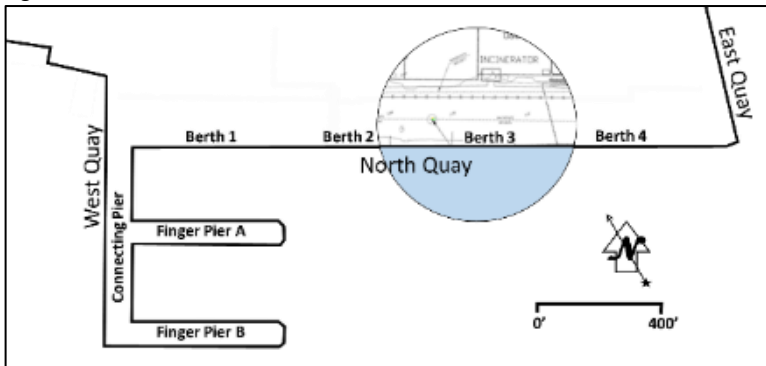 INCINERATOR
East Quay
Berth 1
Berth 2
Berth 3
Berth 4
North Quay
West Quay
Connecting Pier
Finger Pier A
Finger Pier B
N
0'
400'